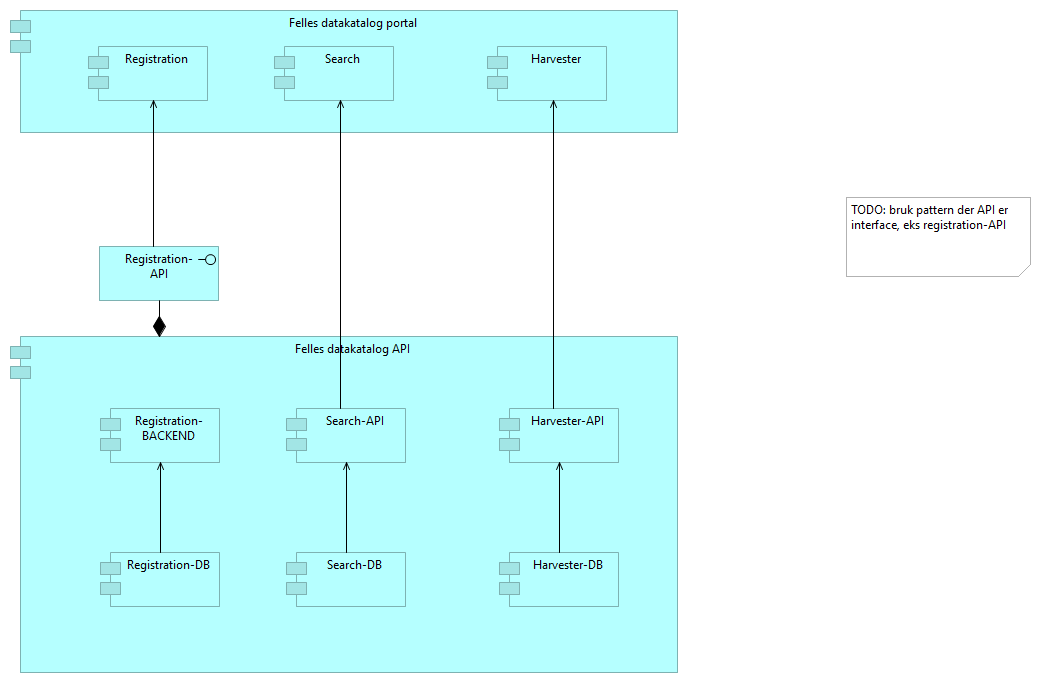 Felles datakatalog portal
Registration
Search
Harvester
TODO: bruk pattern der API er
interface, eks registration-API
Registration-
API
Felles datakatalog API
Registration-
BACKEND
Search-API
Harvester-API
Registration-DB
Search-DB
Harvester-DB